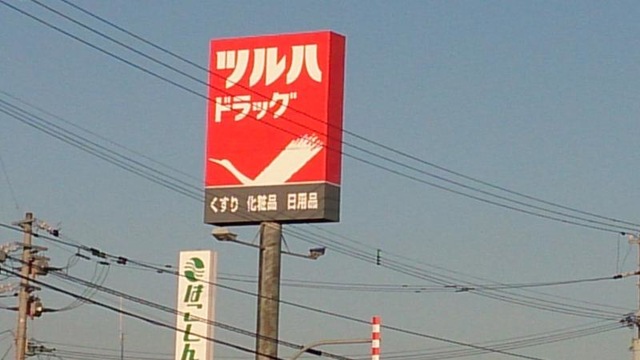 ツルハ
ドラッグ
くすり 化粧品 日用品